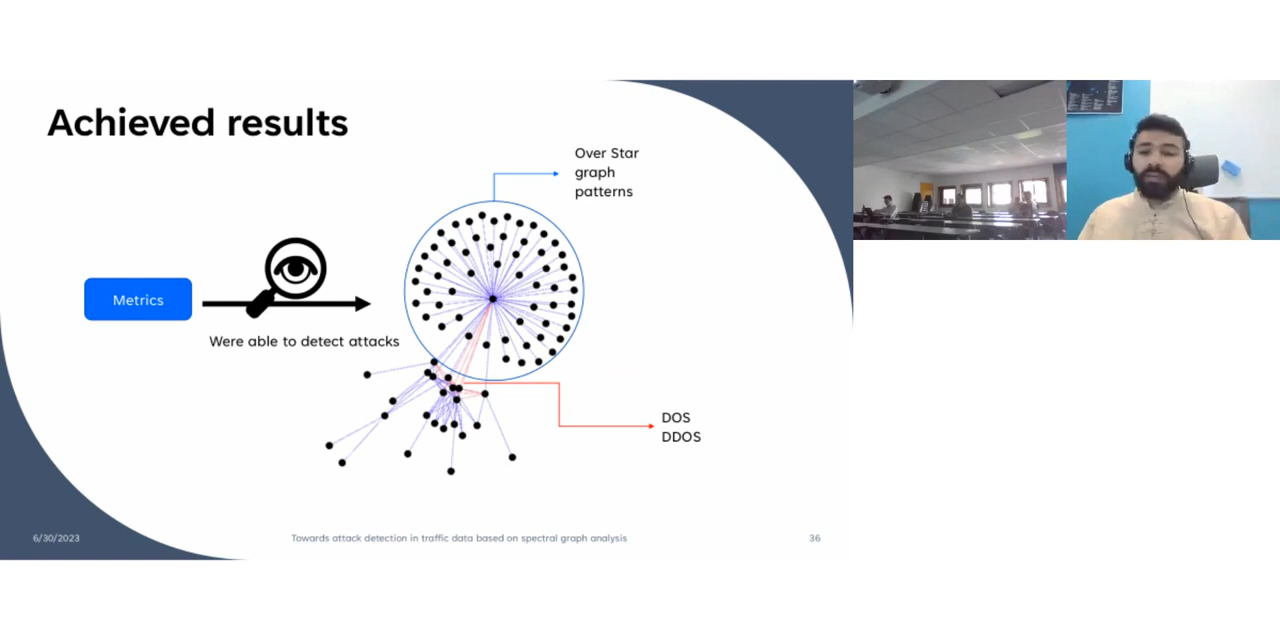 Achieved results
Over Star
graph
patterns
Metrics
Were able to detect attacks
DOS
DDOS
6/30/2023
Towards attack detection in traffic data based on spectral graph analysis
36